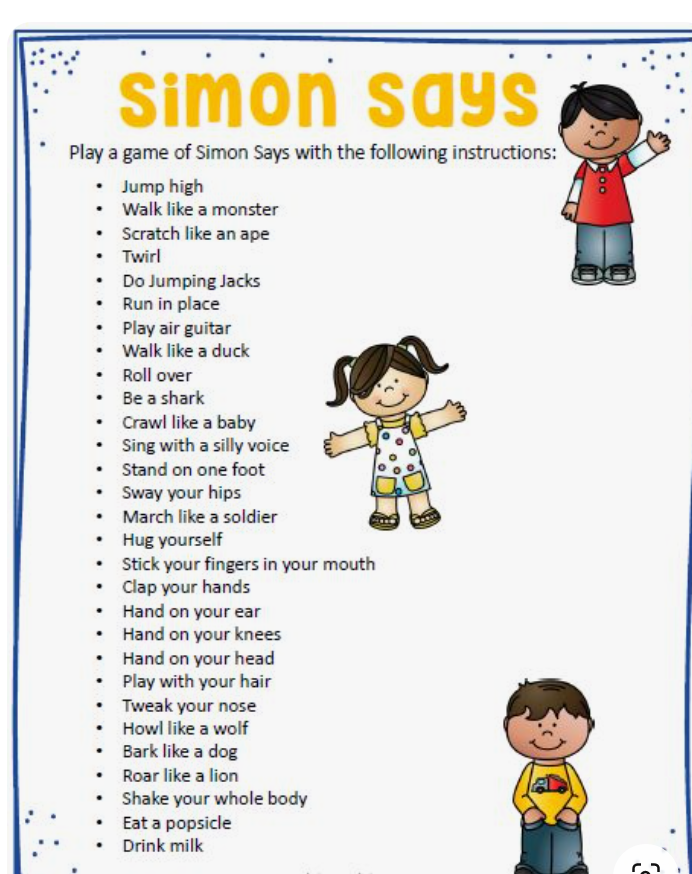 simon says
Play a game of Simon Says with the following instructions:
• Jump high
• Walk like a monster
• Scratch like an ape
• Twirl
• Do Jumping Jacks
• Run in place
• Play air guitar
• Walk like a duck
• Roll over
• Be a shark
• Crawl like a baby
• Sing with a silly voice
• Stand on one foot
• Sway your hips
• March like a soldier
• Hug yourself
• Stick your fingers in your mouth
• Clap your hands
• Hand on your ear
• Hand on your knees
• Hand on your head
• Play with your hair
• Tweak your nose
• Howl like a wolf
• Bark like a dog
• Roar like a lion
• Shake your whole body
• Eat a popsicle
• Drink milk